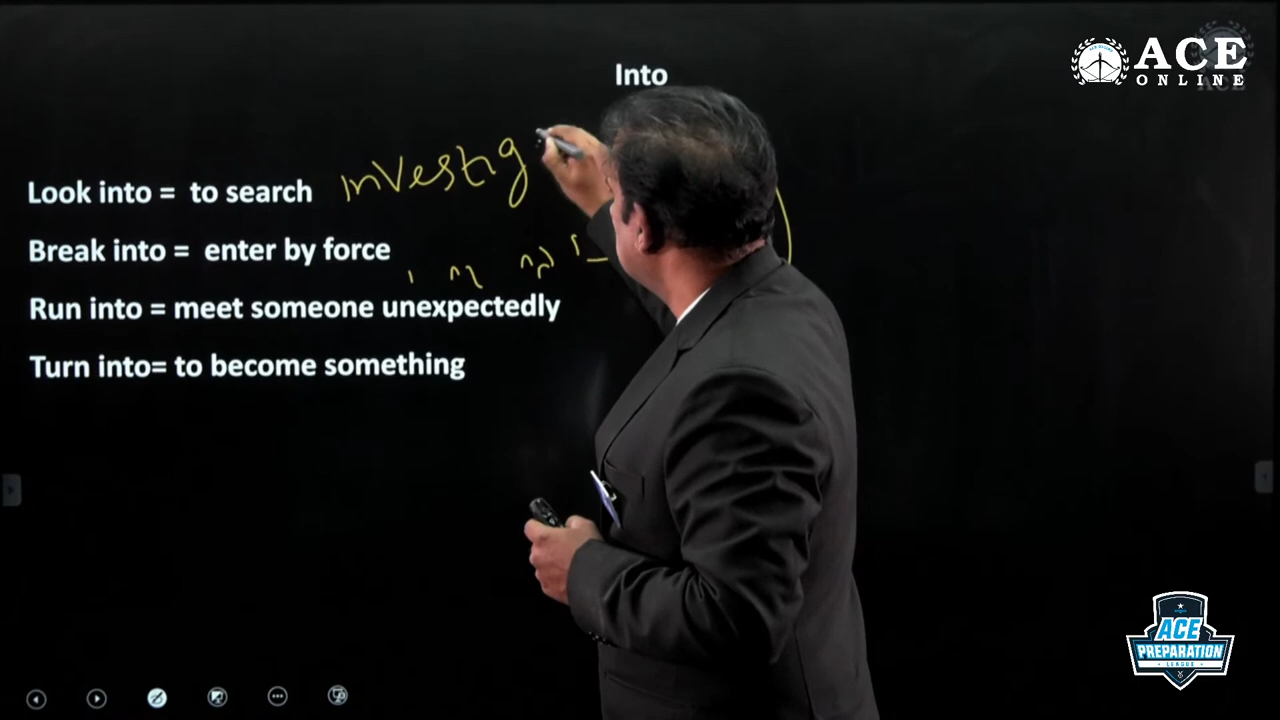 ACE
ONLINE
Into
Look into = to search investig
Break into = enter by force
Run into = meet someone unexpectedly
Turn into= to become something
ACE
PREPARATION
LEAGUE